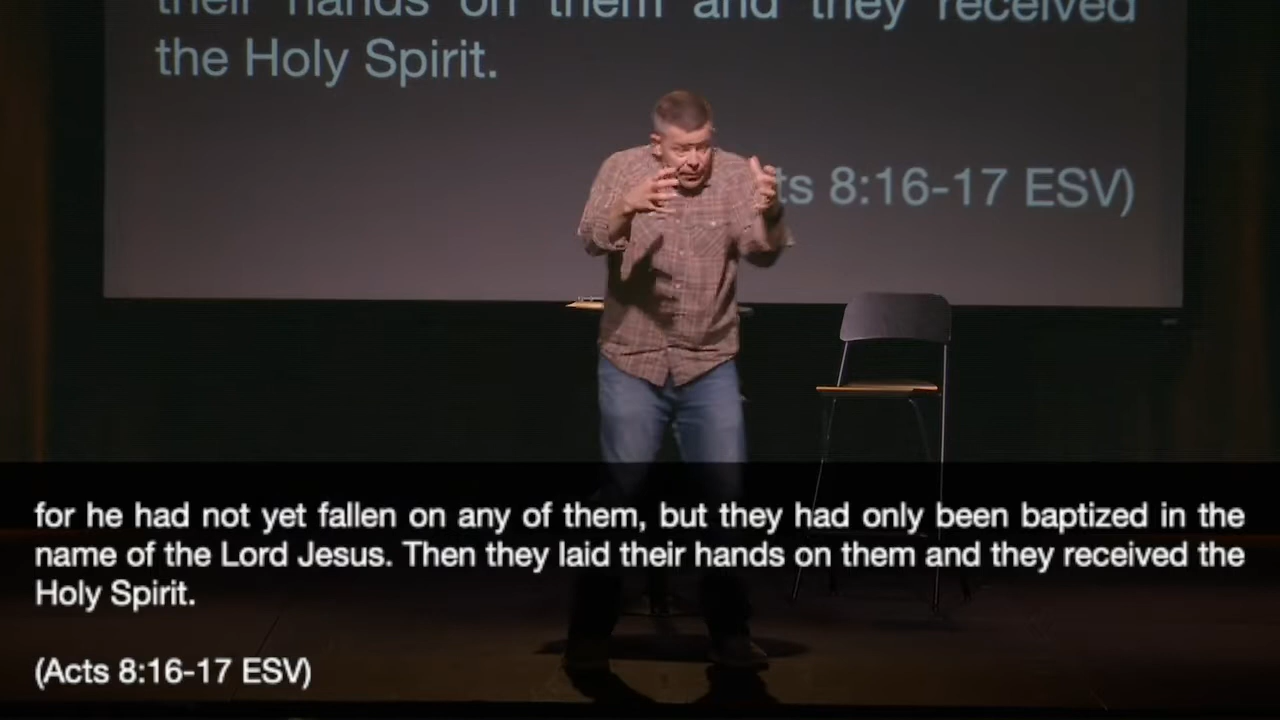 their hands on them and they received
the Holy Spirit.
ts 8:16-17 ESV)
for he had not yet fallen on any of them, but they had only been baptized in the
name of the Lord Jesus. Then they laid their hands on them and they received the
Holy Spirit.
(Acts 8:16-17 ESV)